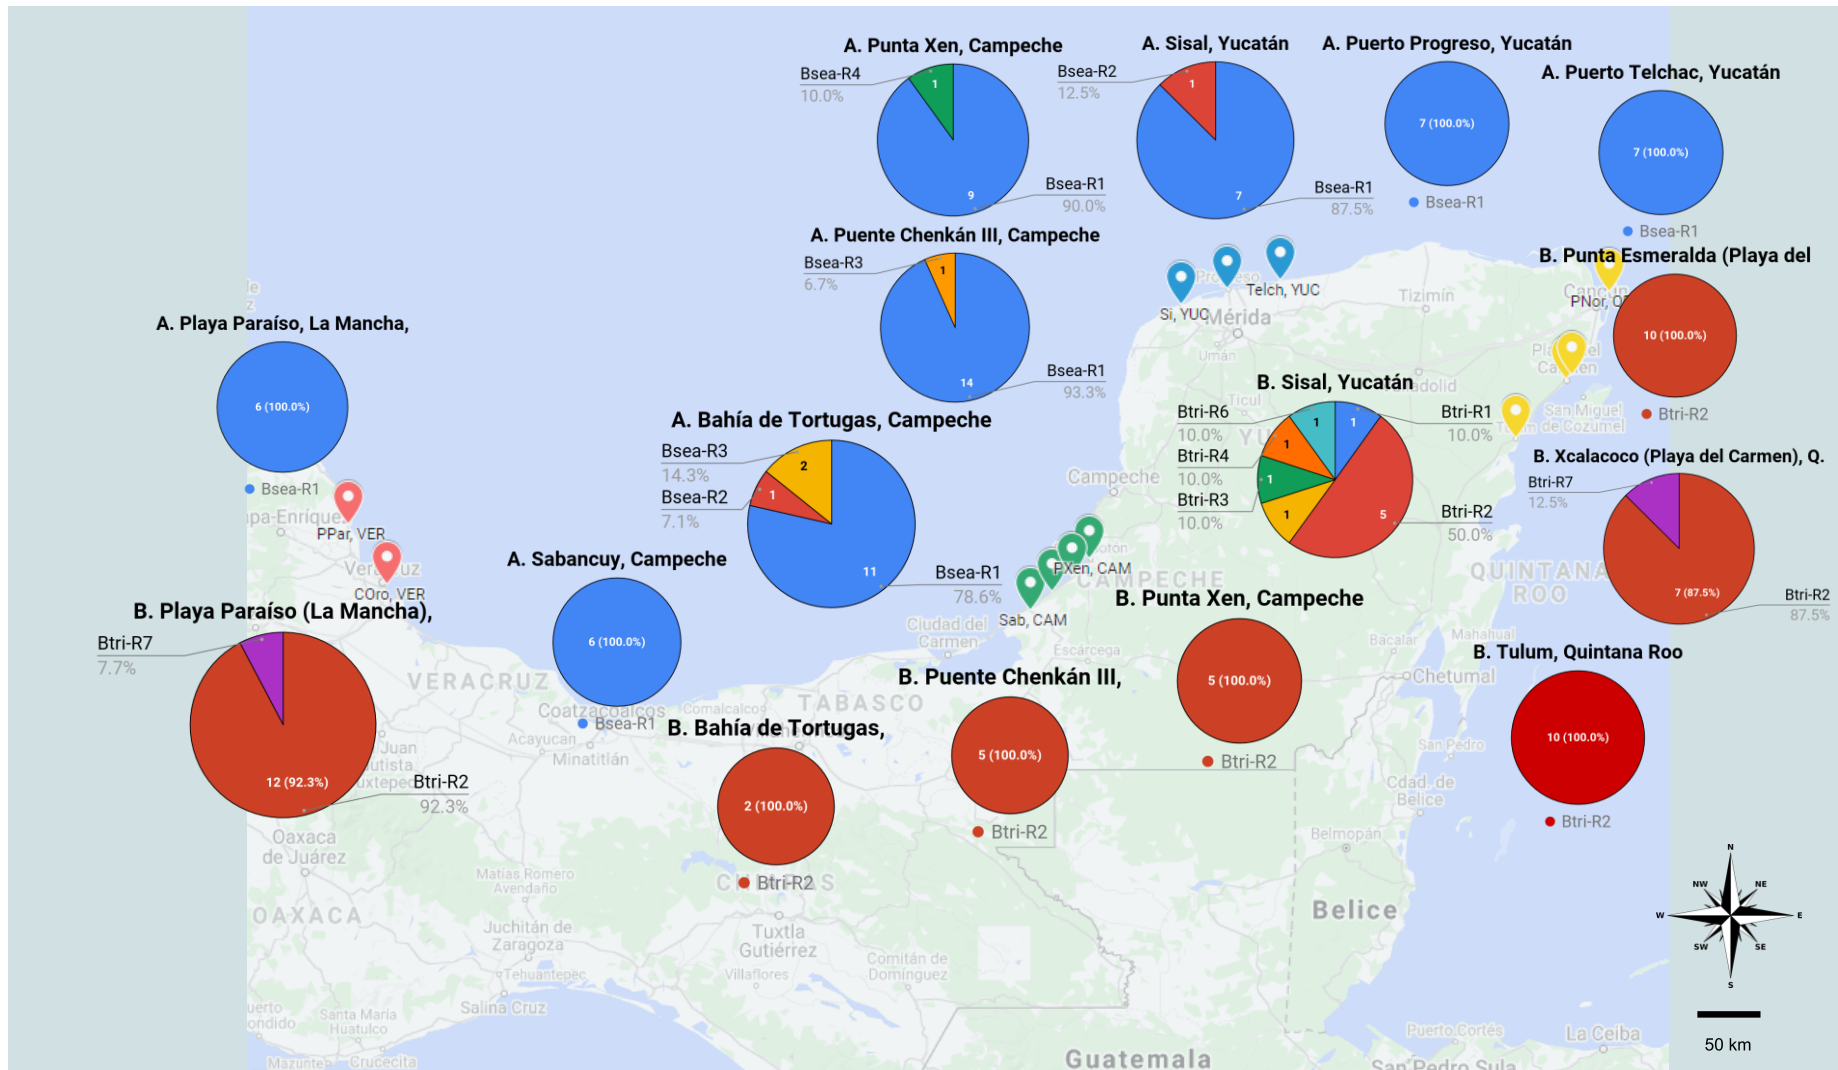 A. Punta Xen, Campeche
Bsea-R4
10.0%
1
9
Bsea-R1
90.0%
A. Sisal, Yucatán
Bsea-R2
12.5%
1
7
Bsea-R1
87.5%
A. Puerto Progreso, Yucatán
7 (100.0%)
Bsea-R1
A. Puerto Telchac, Yucatán
7 (100.0%)
Bsea-R1
A. Puente Chenkán III, Campeche
Bsea-R3
6.7%
1
14
Bsea-R1
93.3%
B. Punta Esmeralda (Playa del
10 (100.0%)
Btri-R2
A. Playa Paraíso, La Mancha,
6 (100.0%)
Bsea-R1
A. Bahía de Tortugas, Campeche
Bsea-R3
14.3%
Bsea-R2
7.1%
2
1
11
Bsea-R1
78.6%
B. Sisal, Yucatán
Btri-R6
10.0%
Btri-R4
10.0%
Btri-R3
10.0%
1
1
1
1
1
5
Btri-R1
10.0%
Btri-R2
50.0%
B. Xcalacoco (Playa del Carmen), Q.
Btri-R7
12.5%
7 (87.5%)
Btri-R2
87.5%
A. Sabancuy, Campeche
6 (100.0%)
Bsea-R1
B. Playa Paraíso (La Mancha),
Btri-R7
7.7%
12 (92.3%)
Btri-R2
92.3%
B. Bahía de Tortugas,
2 (100.0%)
Btri-R2
B. Puente Chenkán III,
5 (100.0%)
Btri-R2
B. Punta Xen, Campeche
5 (100.0%)
Btri-R2
B. Tulum, Quintana Roo
10 (100.0%)
Btri-R2
Si, YUC
Telch, YUC
PNor, Q
PPar, VER
COro, VER
PXen, CAM
Sab, CAM
Mérida
Umán
Ticul
Tizimín
San Miguel
de Cozumel
Campeche
CAMPECHE
QUINTANA
ROO
Ciudad del
Carmen
Escárcega
Bacalar
Mahahual
Chetumal
San Pedro
Cdad. de
Belice
Belmopán
Belice
VERACRUZ
Coatzacoalcos
Comalcalco
TABASCO
Acayucan
Minatitlán
Oaxaca
de Juárez
OAXACA
Matías Romero
Avendaño
Juchitán de
Zaragoza
Tehuantepec
Salina Cruz
Santa María
Huatulco
Crucecita
Tuxtla
Gutiérrez
Villaflores
Comitán de
Domínguez
Guatemala
Puerto Cortés
La Ceiba
San Pedro Sula
N
NW
NE
W
E
SW
SE
S
50 km